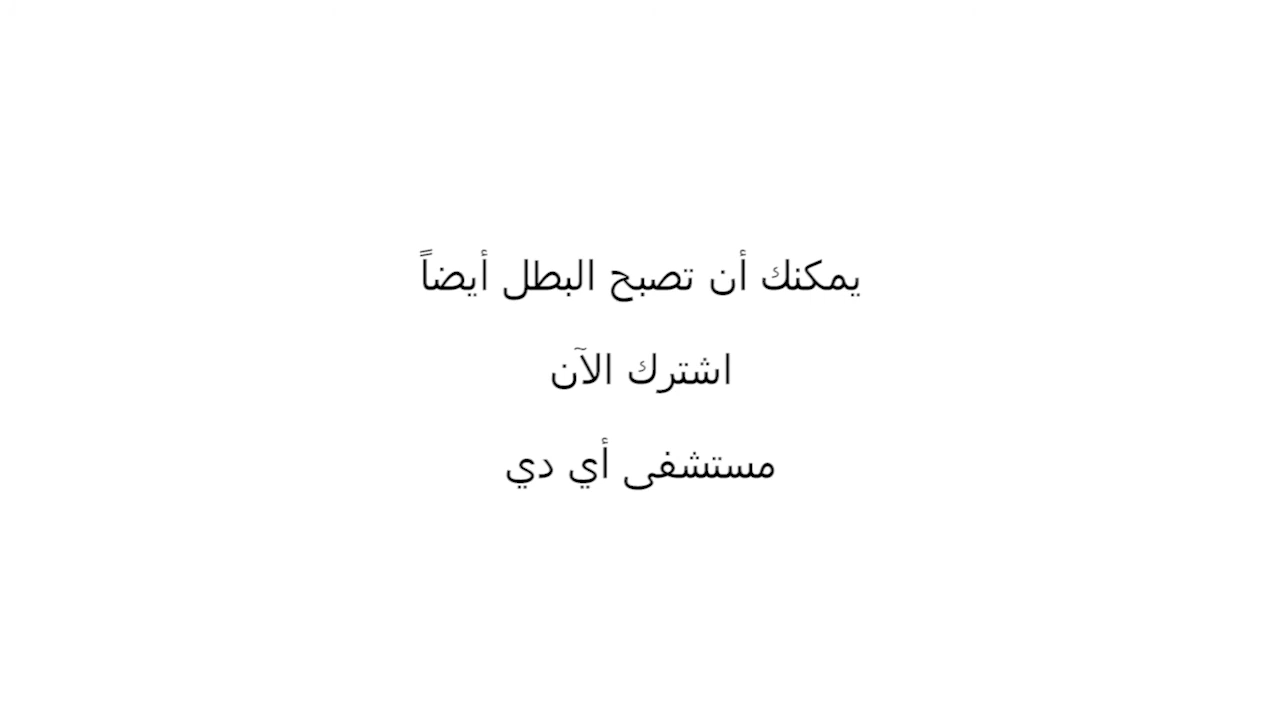 يمكنك أن تصبح البطل أيضاً
اشترك الآن
مستشفى أي دي